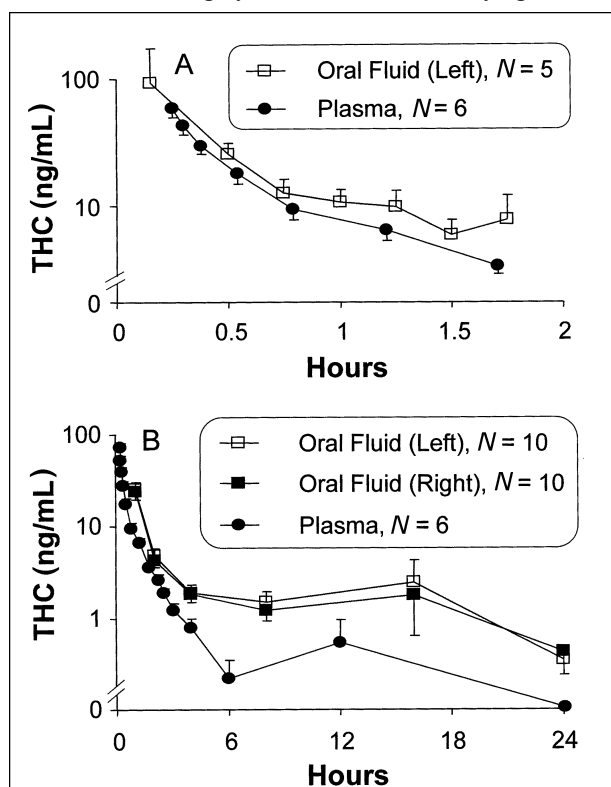 A
Oral Fluid (Left), N = 5
Plasma, N = 6
THC (ng/mL)
100
10
0
0 0.5 1 1.5 2
Hours
B
Oral Fluid (Left), N = 10
Oral Fluid (Right), N = 10
Plasma, N = 6
THC (ng/mL)
100
10
1
0
0 6 12 18 24
Hours